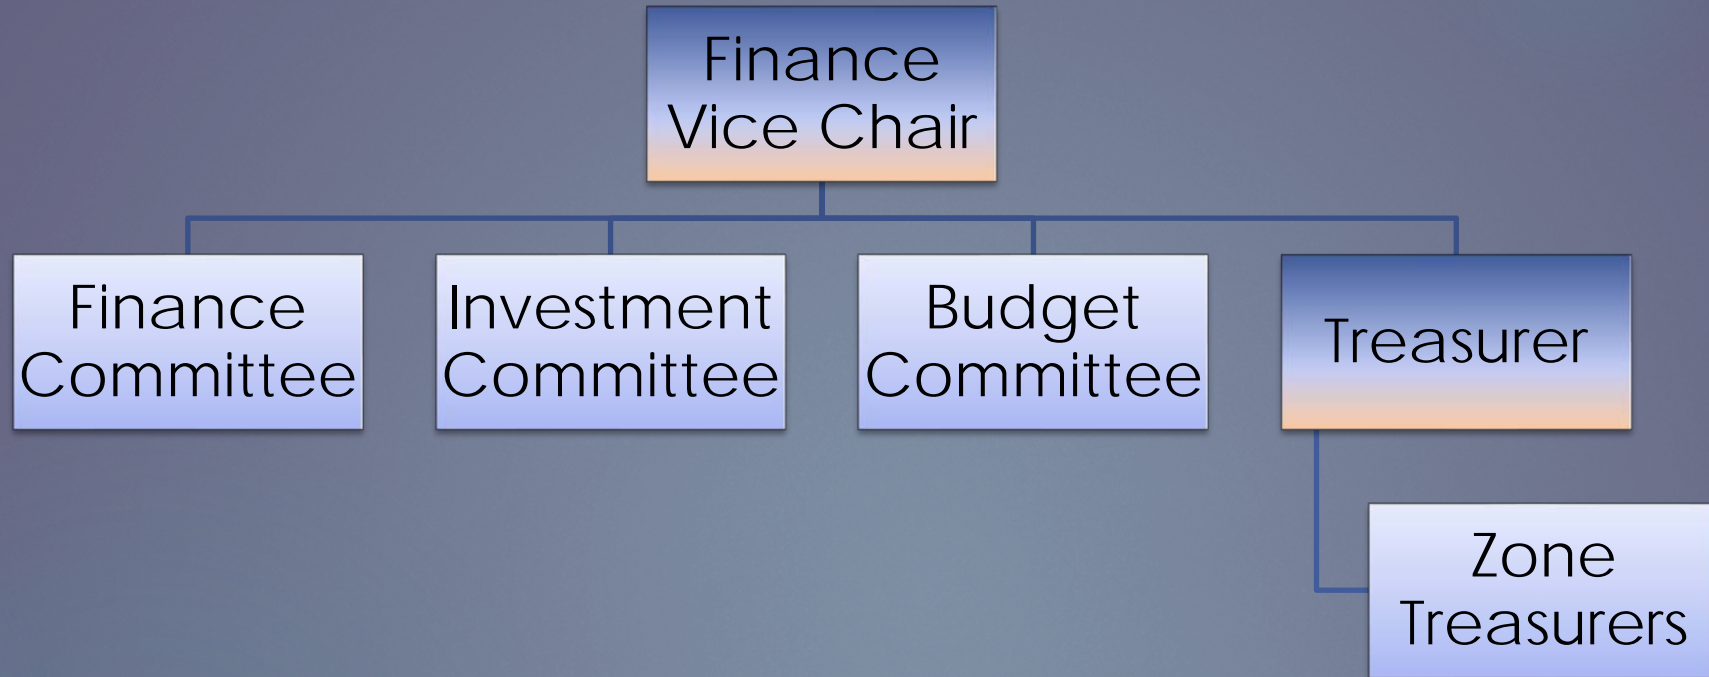 Finance
Vice Chair
Finance
Committee
Investment
Committee
Budget
Committee
Treasurer
Zone
Treasurers